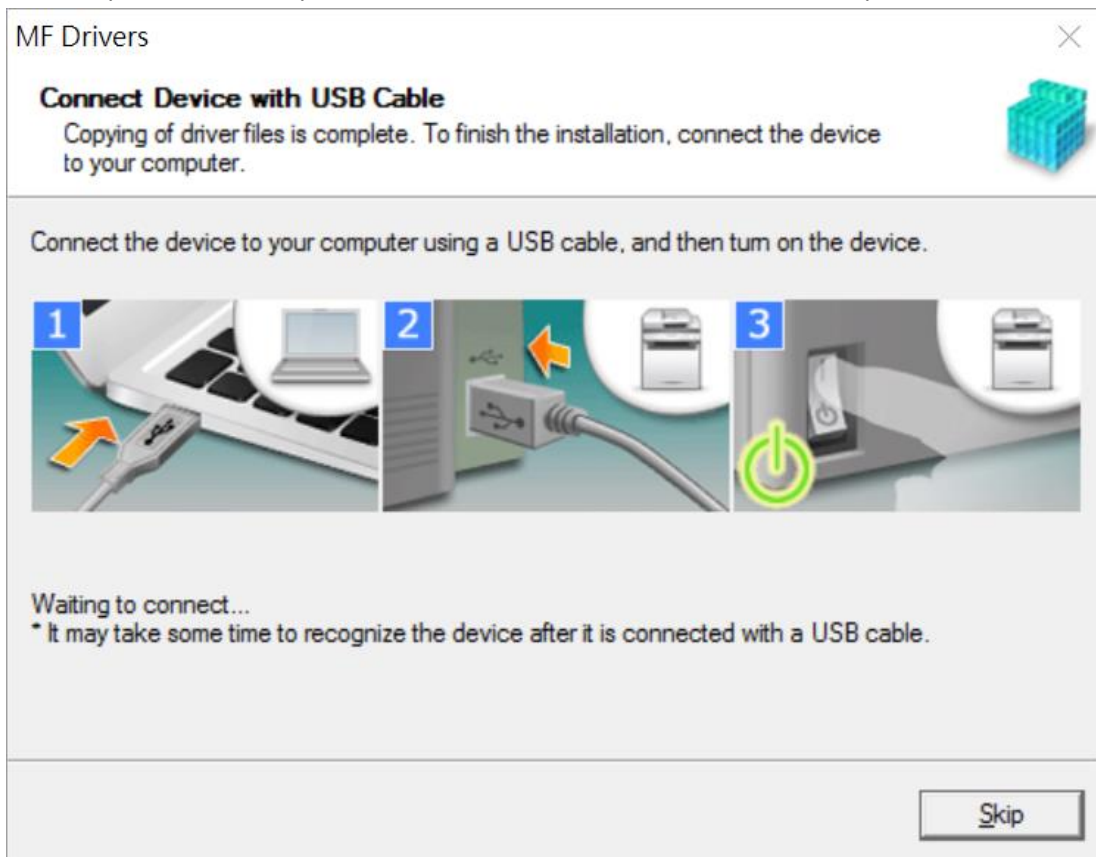 MF Drivers
Connect Device with USB Cable
Copying of driver files is complete. To finish the installation, connect the device
to your computer.
Connect the device to your computer using a USB cable, and then turn on the device.
1
2
3
Waiting to connect...
* It may take some time to recognize the device after it is connected with a USB cable.
Skip